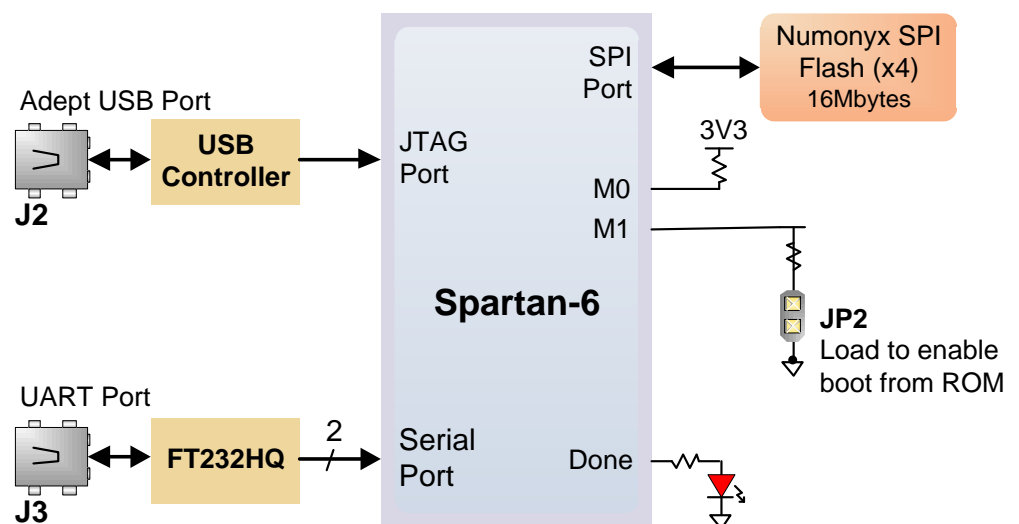 Adept USB Port
J2
USB
Controller
JTAG
Port
SPI
Port
Numonyx SPI
Flash (x4)
16Mbytes
3V3
M0
M1
Spartan-6
JP2
Load to enable
boot from ROM
UART Port
J3
FT232HQ
2
Serial
Port
Done